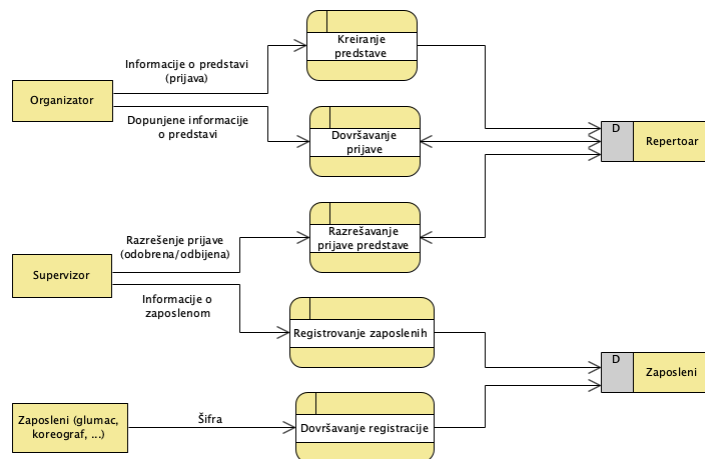 Kreiranje
predstave
Informacije o predstavi
(prijava)
Organizator
Dopunjene informacije
o predstavi
Dovršavanje
prijave
D
Repertoar
Razrešenje prijave
(odobrena/odbijena)
Razrešavanje
prijave predstave
Supervizor
Informacije o
zaposlenom
Registrovanje zaposlenih
D
Zaposleni
Zaposleni (glumac,
koreograf, ...)
Šifra
Dovršavanje registracije